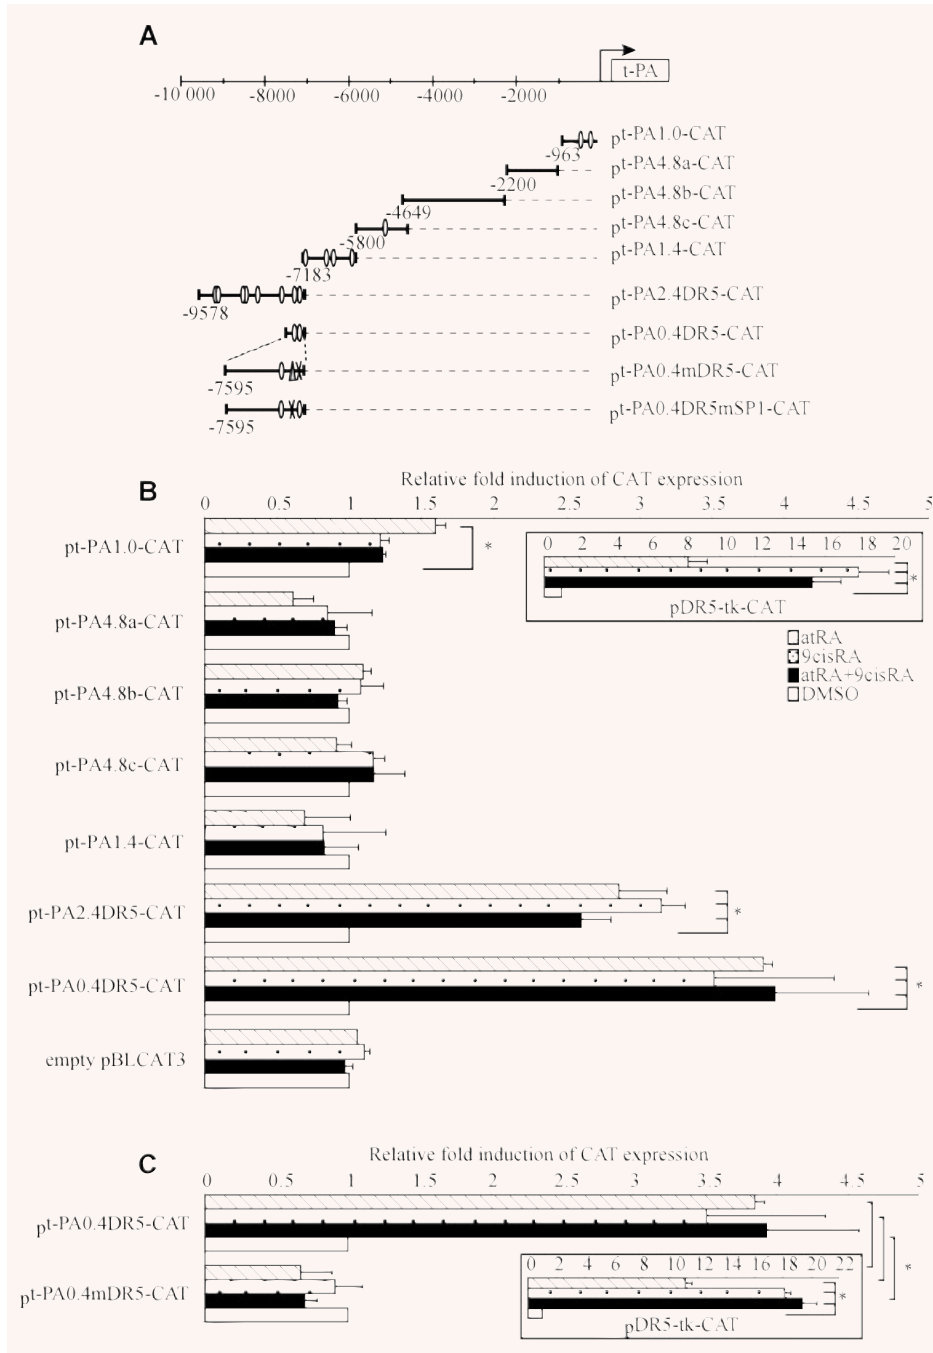 A
t-PA
-10 000 -8000 -6000 -4000 -2000
pt-PA1.0-CAT
-963
pt-PA4.8a-CAT
-2200
pt-PA4.8b-CAT
-4649
pt-PA4.8c-CAT
-5800
pt-PA1.4-CAT
-7183
pt-PA2.4DR5-CAT
-9578
pt-PA0.4DR5-CAT
pt-PA0.4mDR5-CAT
-7595
pt-PA0.4DR5mSP1-CAT
-7595
B
Relative fold induction of CAT expression
0 0.5 1 1.5 2 2.5 3 3.5 4 4.5 5
pt-PA1.0-CAT
*
0 2 4 6 8 10 12 14 16 18 20
*
pDR5-tk-CAT
pt-PA4.8a-CAT
atRA
9cisRA
atRA+9cisRA
DMSO
pt-PA4.8b-CAT
pt-PA4.8c-CAT
pt-PA1.4-CAT
pt-PA2.4DR5-CAT
*
pt-PA0.4DR5-CAT
*
empty pBLCAT3
C
Relative fold induction of CAT expression
0 0.5 1 1.5 2 2.5 3 3.5 4 4.5 5
pt-PA0.4DR5-CAT
*
pt-PA0.4mDR5-CAT
0 2 4 6 8 10 12 14 16 18 20 22
*
pDR5-tk-CAT